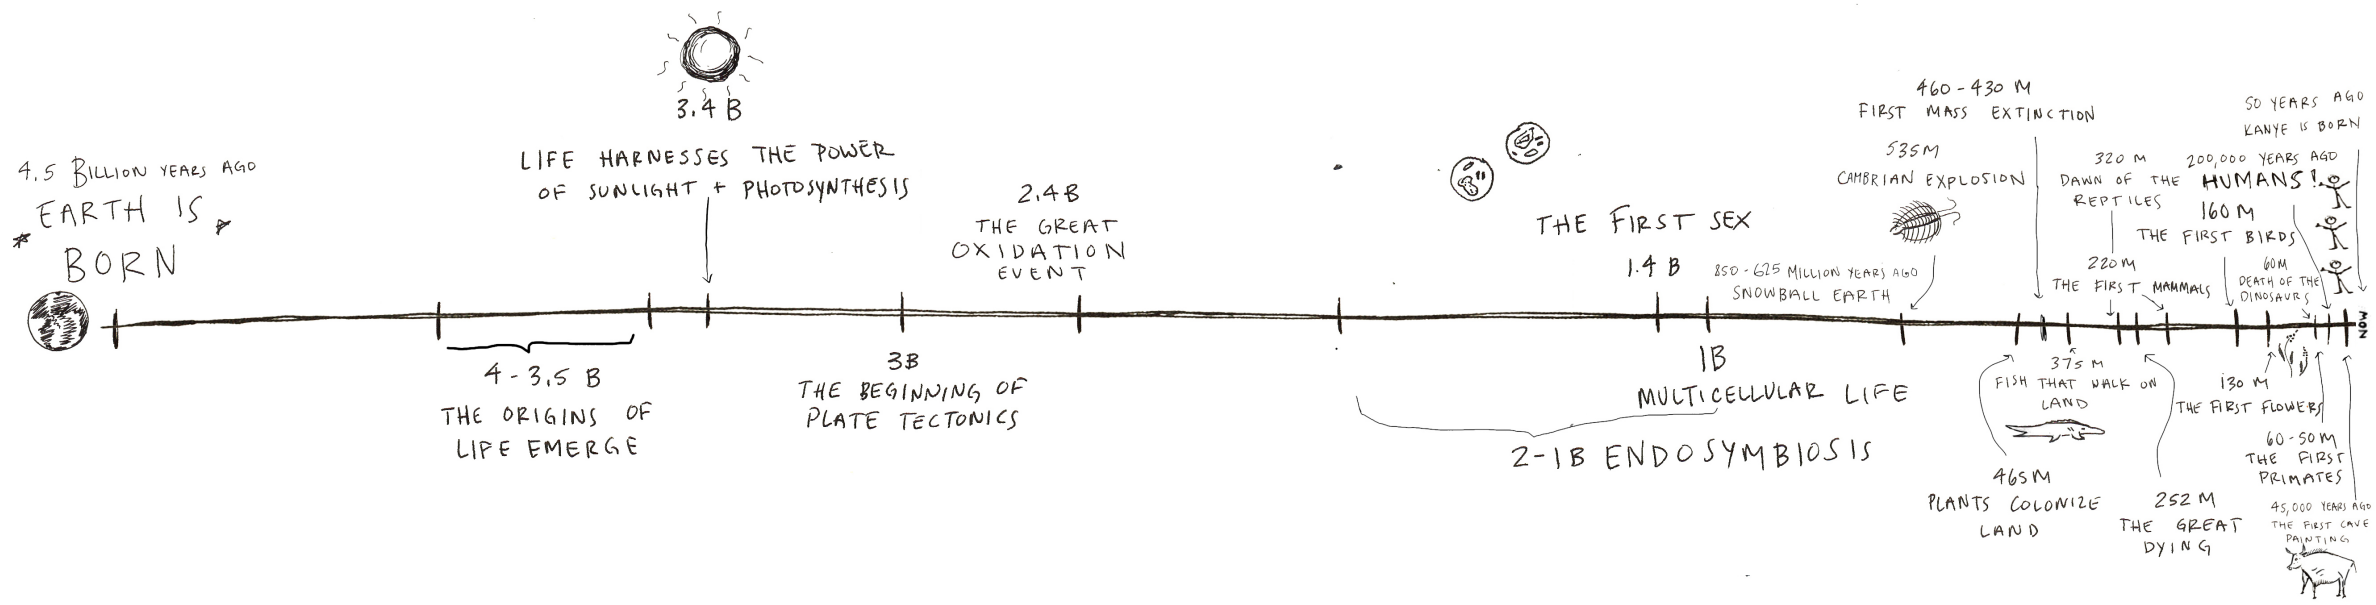 4.5 BILLION YEARS AGO
EARTH IS
BORN
3.4 B
LIFE HARNESSES THE POWER
OF SUNLIGHT + PHOTOSYNTHESIS
4 - 3.5 B
THE ORIGINS OF
LIFE EMERGE
3B
THE BEGINNING OF
PLATE TECTONICS
2.4B
THE GREAT
OXIDATION
EVENT
THE FIRST SEX
1.4 B
1B
MULTICELLULAR LIFE
2-1B ENDOSYMBIOSIS
850-625 MILLION YEARS AGO
SNOWBALL EARTH
535M
CAMBRIAN EXPLOSION
460-430 M
FIRST MASS EXTINCTION
465M
PLANTS COLONIZE
LAND
375 M
FISH THAT WALK ON
LAND
320 M
DAWN OF THE
REPTILES
252 M
THE GREAT
DYING
220M
THE FIRST MAMMALS
160M
THE FIRST BIRDS
130 M
THE FIRST FLOWERS
60M
DEATH OF THE
DINOSAURS
60-50M
THE FIRST
PRIMATES
200,000 YEARS AGO
HUMANS!
45,000 YEARS AGO
THE FIRST CAVE
PAINTING
50 YEARS AGO
KANYE IS BORN
NOW